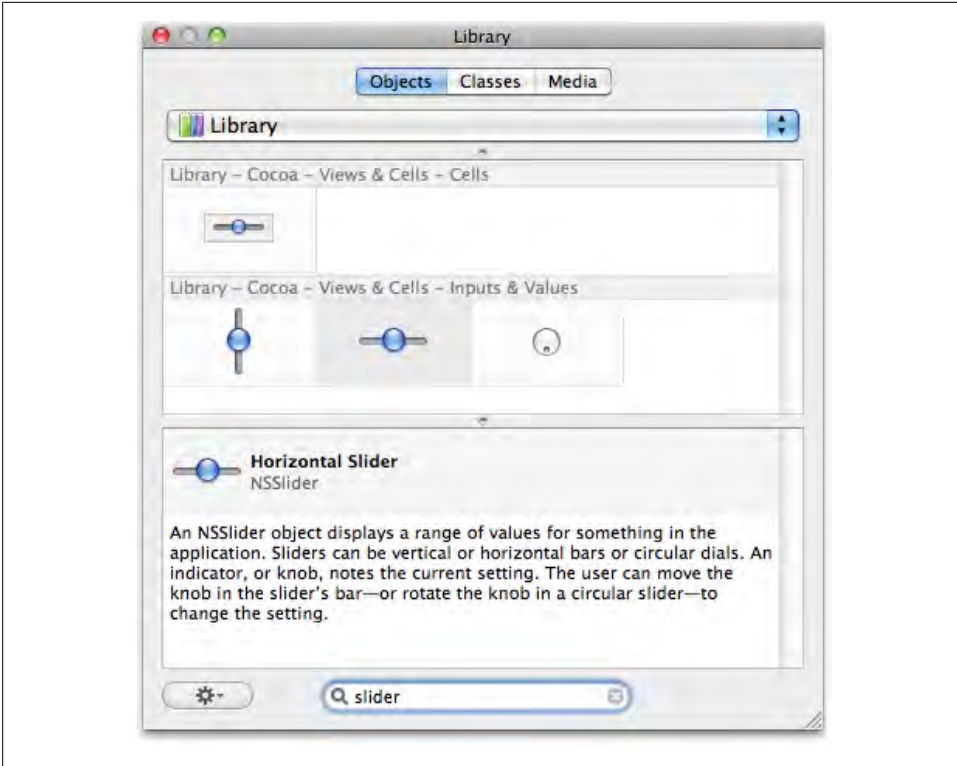 Library
Objects Classes Media
Library
Library – Cocoa – Views & Cells – Cells
Library – Cocoa – Views & Cells – Inputs & Values
Horizontal Slider
NSSlider
An NSSlider object displays a range of values for something in the
application. Sliders can be vertical or horizontal bars or circular dials. An
indicator, or knob, notes the current setting. The user can move the
knob in the slider's bar—or rotate the knob in a circular slider—to
change the setting.
slider